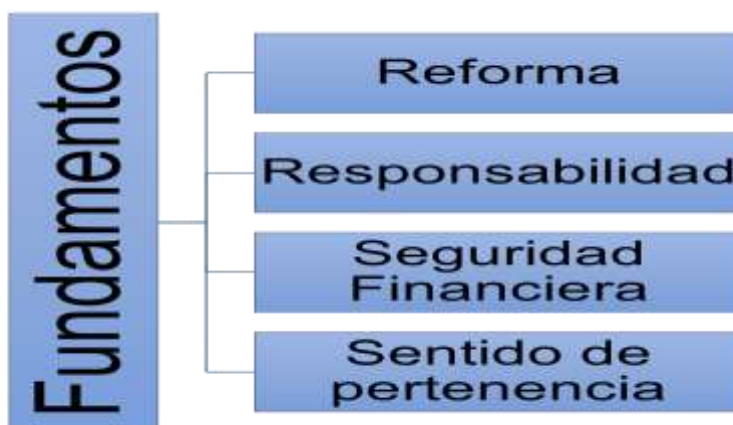 Fundamentos
Reforma
Responsabilidad
Seguridad
Financiera
Sentido de
pertenencia